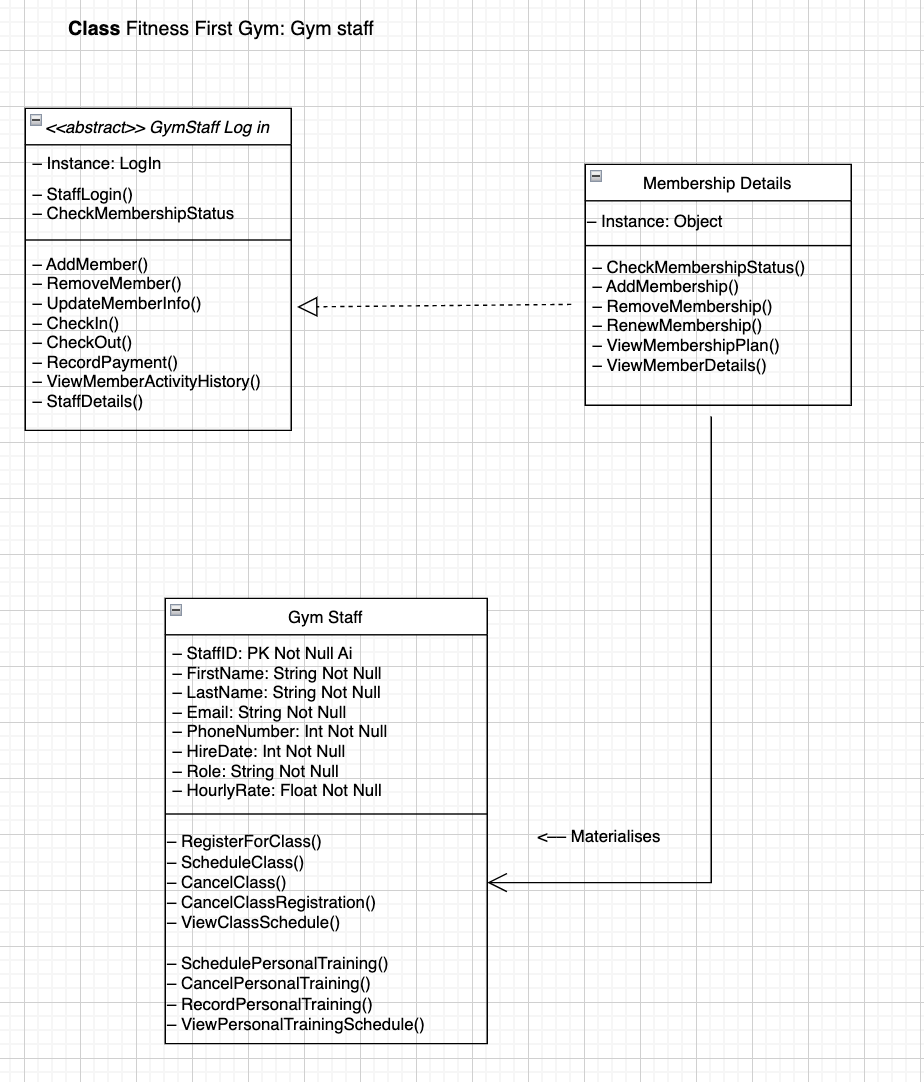 Class Fitness First Gym: Gym staff
<<abstract>> GymStaff Log in
– Instance: LogIn
– StaffLogin()
– CheckMembershipStatus
– AddMember()
– RemoveMember()
– UpdateMemberInfo()
– CheckIn()
– CheckOut()
– RecordPayment()
– ViewMemberActivityHistory()
– StaffDetails()
Membership Details
– Instance: Object
– CheckMembershipStatus()
– AddMembership()
– RemoveMembership()
– RenewMembership()
– ViewMembershipPlan()
– ViewMemberDetails()
Gym Staff
– StaffID: PK Not Null Ai
– FirstName: String Not Null
– LastName: String Not Null
– Email: String Not Null
– PhoneNumber: Int Not Null
– HireDate: Int Not Null
– Role: String Not Null
– HourlyRate: Float Not Null
– RegisterForClass()
– ScheduleClass()
– CancelClass()
– CancelClassRegistration()
– ViewClassSchedule()
– SchedulePersonalTraining()
– CancelPersonalTraining()
– RecordPersonalTraining()
– ViewPersonalTrainingSchedule()
<— Materialises